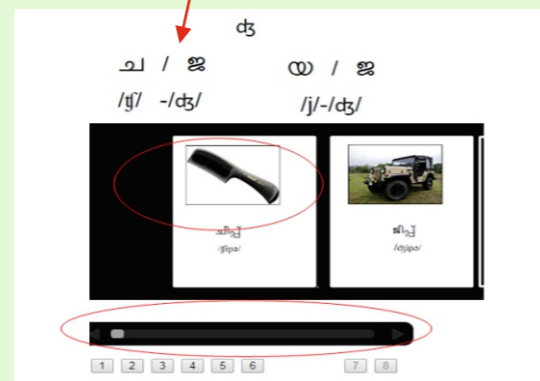 ʤ
ച / ജ യ / ജ
/ʧ/ -/ʤ/ /j/-/ʤ/
ചീപ്പ് ജീപ്പ്
1 2 3 4 5 6 7 8